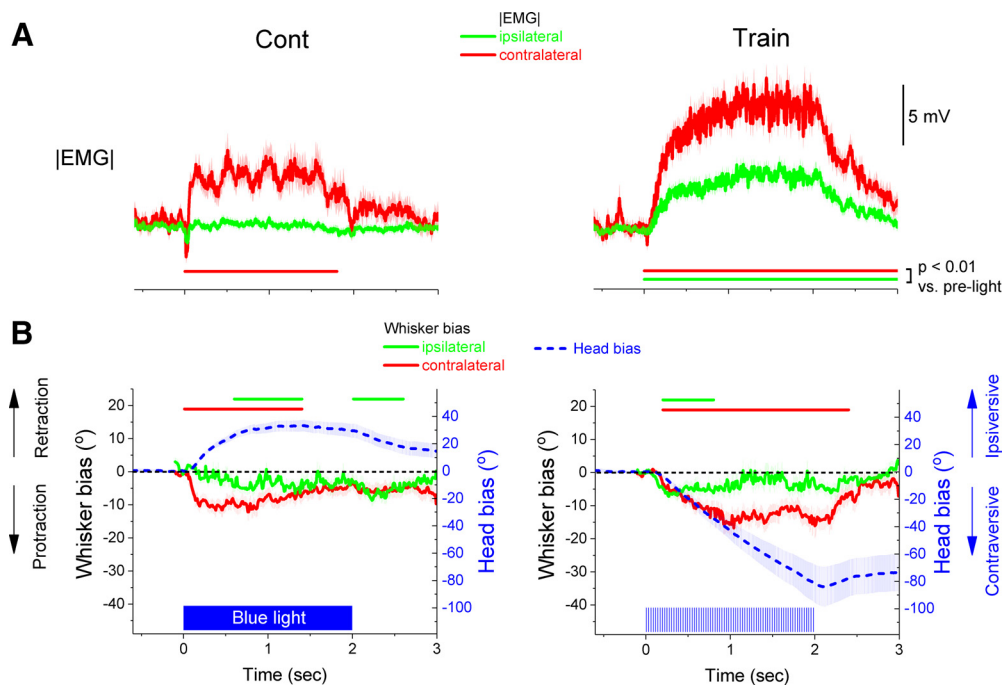 A
Cont
|EMG|
ipsilateral
contralateral
Train
|EMG|
5 mV
p < 0.01
vs. pre-light
B
Whisker bias
ipsilateral
contralateral
Head bias
Retraction
Protraction
Whisker bias (°)
20
10
0
-10
-20
-30
-40
40
20
0
-20
-40
-60
-80
-100
Head bias (°)
Blue light
0
1
2
3
Time (sec)
Whisker bias (°)
20
10
0
-10
-20
-30
-40
40
20
0
-20
-40
-60
-80
-100
Head bias (°)
Ipsiversive
Contraversive
0
1
2
3
Time (sec)